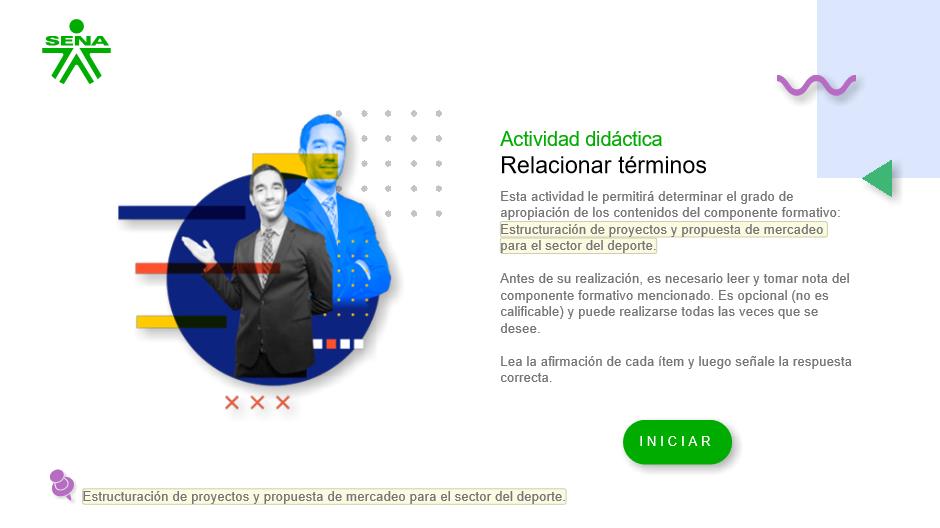 SENA
Actividad didáctica
Relacionar términos
Esta actividad le permitirá determinar el grado de
apropiación de los contenidos del componente formativo:
Estructuración de proyectos y propuesta de mercadeo
para el sector del deporte.
Antes de su realización, es necesario leer y tomar nota del
componente formativo mencionado. Es opcional (no es
calificable) y puede realizarse todas las veces que se
desee.
Lea la afirmación de cada ítem y luego señale la respuesta
correcta.
INICIAR
Estructuración de proyectos y propuesta de mercadeo para el sector del deporte.